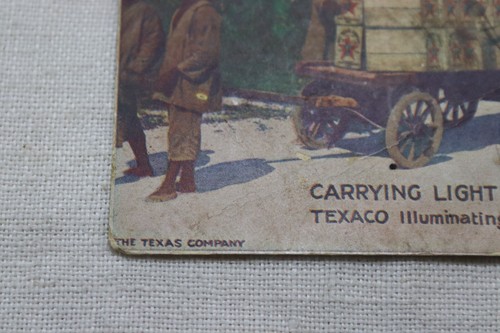 CARRYING LIGHT
TEXACO Illuminating
THE TEXAS COMPANY